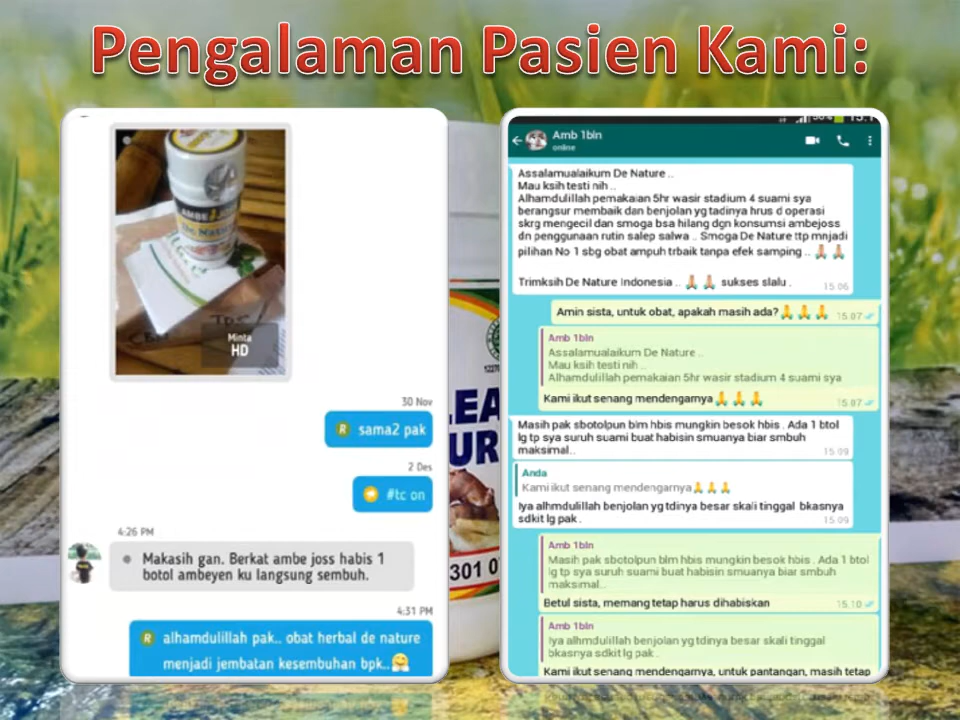 Pengalaman Pasien Kami:
AMBEJOSS
De Nature
Minta
HD
30 Nov
sama2 pak
2 Des
#tc on
4:26 PM
Makasih gan. Berkat ambe joss habis 1
botol ambeyen ku langsung sembuh.
4:31 PM
alhamdulillah pak.. obat herbal de nature
menjadi jembatan kesembuhan bpk..🤗
Amb 1bln
online
Assalamualaikum De Nature ..
Mau ksih testi nih ..
Alhamdulillah pemakaian 5hr wasir stadium 4 suami sya
berangsur membaik dan benjolan yg tadinya hrus d operasi
skrg mengecil dan smoga bsa hilang dgn konsumsi ambejoss
dn penggunaan rutin salep salwa .. Smoga De Nature ttp mnjadi
pilihan No 1 sbg obat ampuh trbaik tanpa efek samping .. 🙏🙏
Trimksih De Nature Indonesia .. 🙏🙏 sukses slalu .
15.06
Amin sista, untuk obat, apakah masih ada?🙏🙏🙏
15.07
Amb 1bln
Assalamualaikum De Nature ..
Mau ksih testi nih ..
Alhamdulillah pemakaian 5hr wasir stadium 4 suami sya
Kami ikut senang mendengarnya🙏🙏🙏
15.07
Masih pak sbotolpun blm hbis mungkin besok hbis . Ada 1 btol
lg tp sya suruh suami buat habisin smuanya biar smbuh
maksimal..
15.09
Anda
Kami ikut senang mendengarnya🙏🙏🙏
Iya alhmdulillah benjolan yg tdinya besar skali tinggal bkasnya
sdkit lg pak .
15.09
Amb 1bln
Masih pak sbotolpun blm hbis mungkin besok hbis . Ada 1 btol
lg tp sya suruh suami buat habisin smuanya biar smbuh
maksimal..
Betul sista, memang tetap harus dihabiskan
15.10
Amb 1bln
Iya alhmdulillah benjolan yg tdinya besar skali tinggal
bkasnya sdkit lg pak .
Kami ikut senang mendengarnya, untuk pantangan, masih tetap